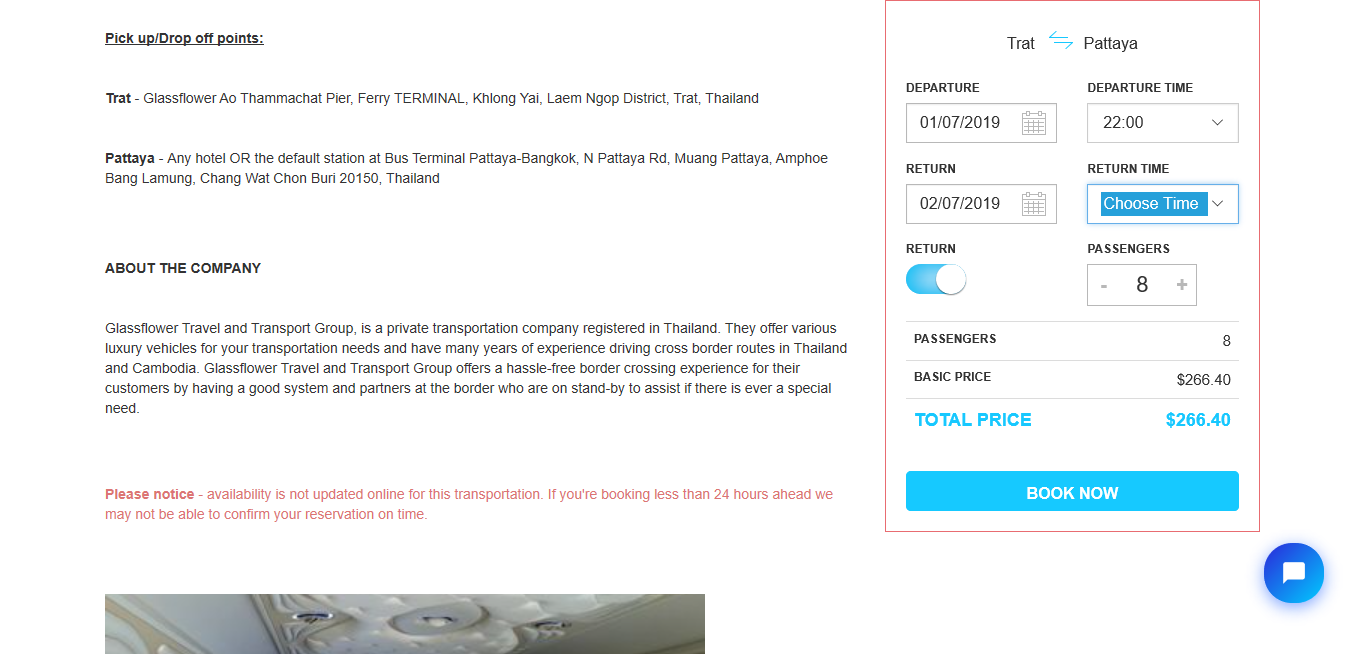 Pick up/Drop off points:
Trat - Glassflower Ao Thammachat Pier, Ferry TERMINAL, Khlong Yai, Laem Ngop District, Trat, Thailand
Pattaya - Any hotel OR the default station at Bus Terminal Pattaya-Bangkok, N Pattaya Rd, Muang Pattaya, Amphoe
Bang Lamung, Chang Wat Chon Buri 20150, Thailand
ABOUT THE COMPANY
Glassflower Travel and Transport Group, is a private transportation company registered in Thailand. They offer various
luxury vehicles for your transportation needs and have many years of experience driving cross border routes in Thailand
and Cambodia. Glassflower Travel and Transport Group offers a hassle-free border crossing experience for their
customers by having a good system and partners at the border who are on stand-by to assist if there is ever a special
need.
Please notice - availability is not updated online for this transportation. If you're booking less than 24 hours ahead we
may not be able to confirm your reservation on time.
Trat Pattaya
DEPARTURE DEPARTURE TIME
01/07/2019 22:00
RETURN RETURN TIME
02/07/2019 Choose Time
RETURN PASSENGERS
- 8 +
PASSENGERS 8
BASIC PRICE $266.40
TOTAL PRICE $266.40
BOOK NOW